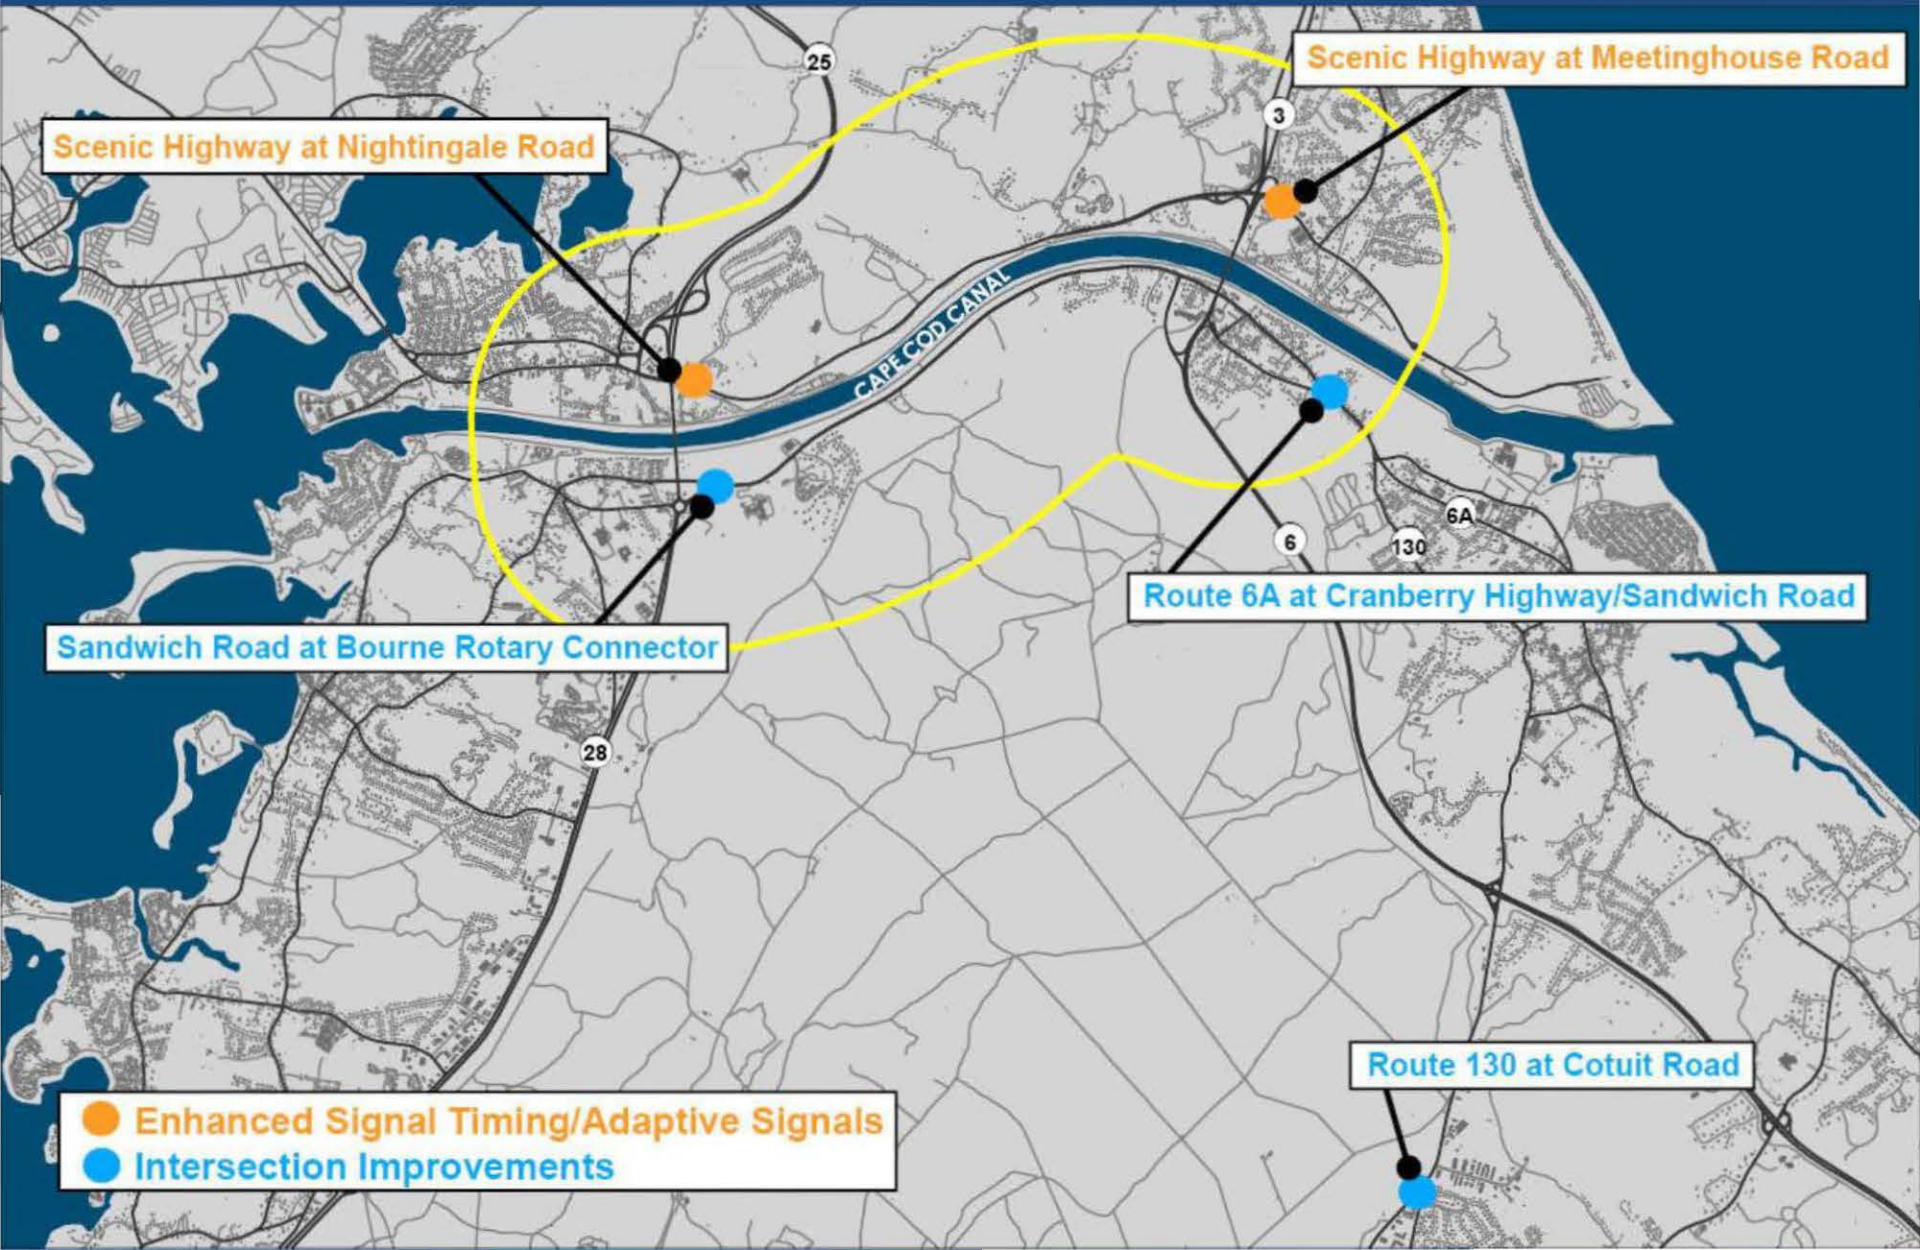 25
Scenic Highway at Meetinghouse Road
3
Scenic Highway at Nightingale Road
CAPE COD CANAL
6A
6
130
Route 6A at Cranberry Highway/Sandwich Road
Sandwich Road at Bourne Rotary Connector
28
Route 130 at Cotuit Road
Enhanced Signal Timing/Adaptive Signals
Intersection Improvements